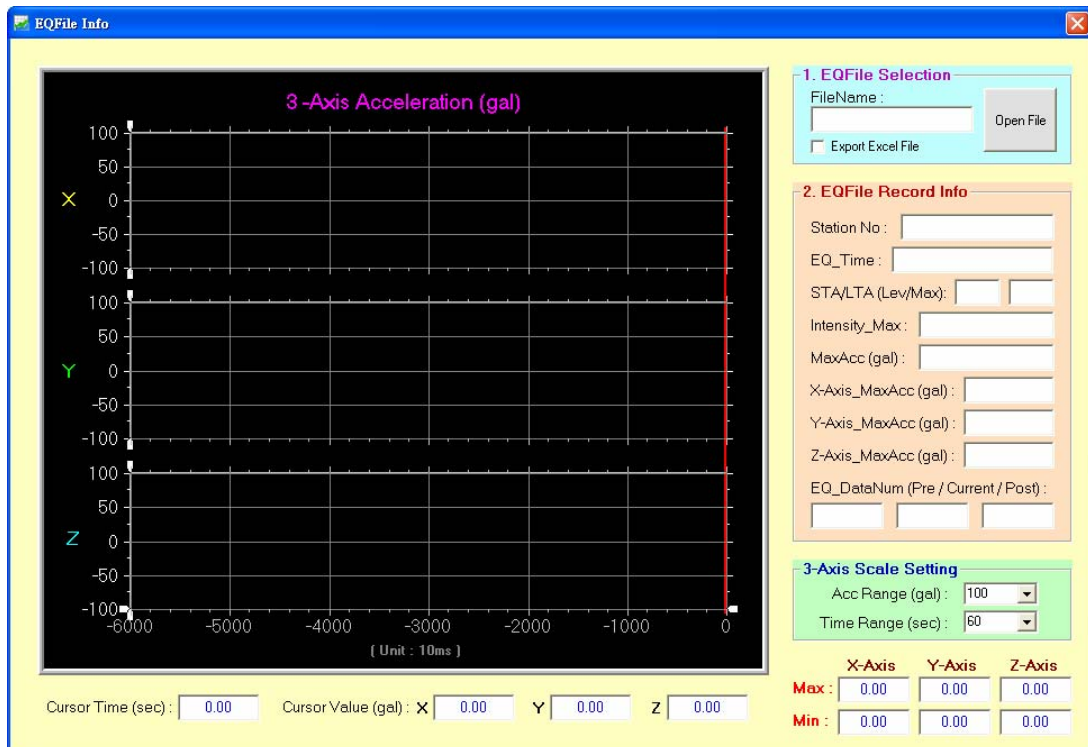 EQFile Info
3-Axis Acceleration (gal)
100
50
X 0
-50
-100
100
50
Y 0
-50
-100
100
50
Z 0
-50
-100
-6000 -5000 -4000 -3000 -2000 -1000 0
[ Unit : 10ms ]
Cursor Time (sec) : 0.00 Cursor Value (gal) : X 0.00 Y 0.00 Z 0.00
1. EQFile Selection
FileName :
Open File
Export Excel File
2. EQFile Record Info
Station No :
EQ_Time :
STA/LTA (Lev/Max):
Intensity_Max :
MaxAcc (gal) :
X-Axis_MaxAcc (gal) :
Y-Axis_MaxAcc (gal) :
Z-Axis_MaxAcc (gal) :
EQ_DataNum (Pre / Current / Post) :
3-Axis Scale Setting
Acc Range (gal) : 100
Time Range (sec) : 60
X-Axis Y-Axis Z-Axis
Max : 0.00 0.00 0.00
Min : 0.00 0.00 0.00